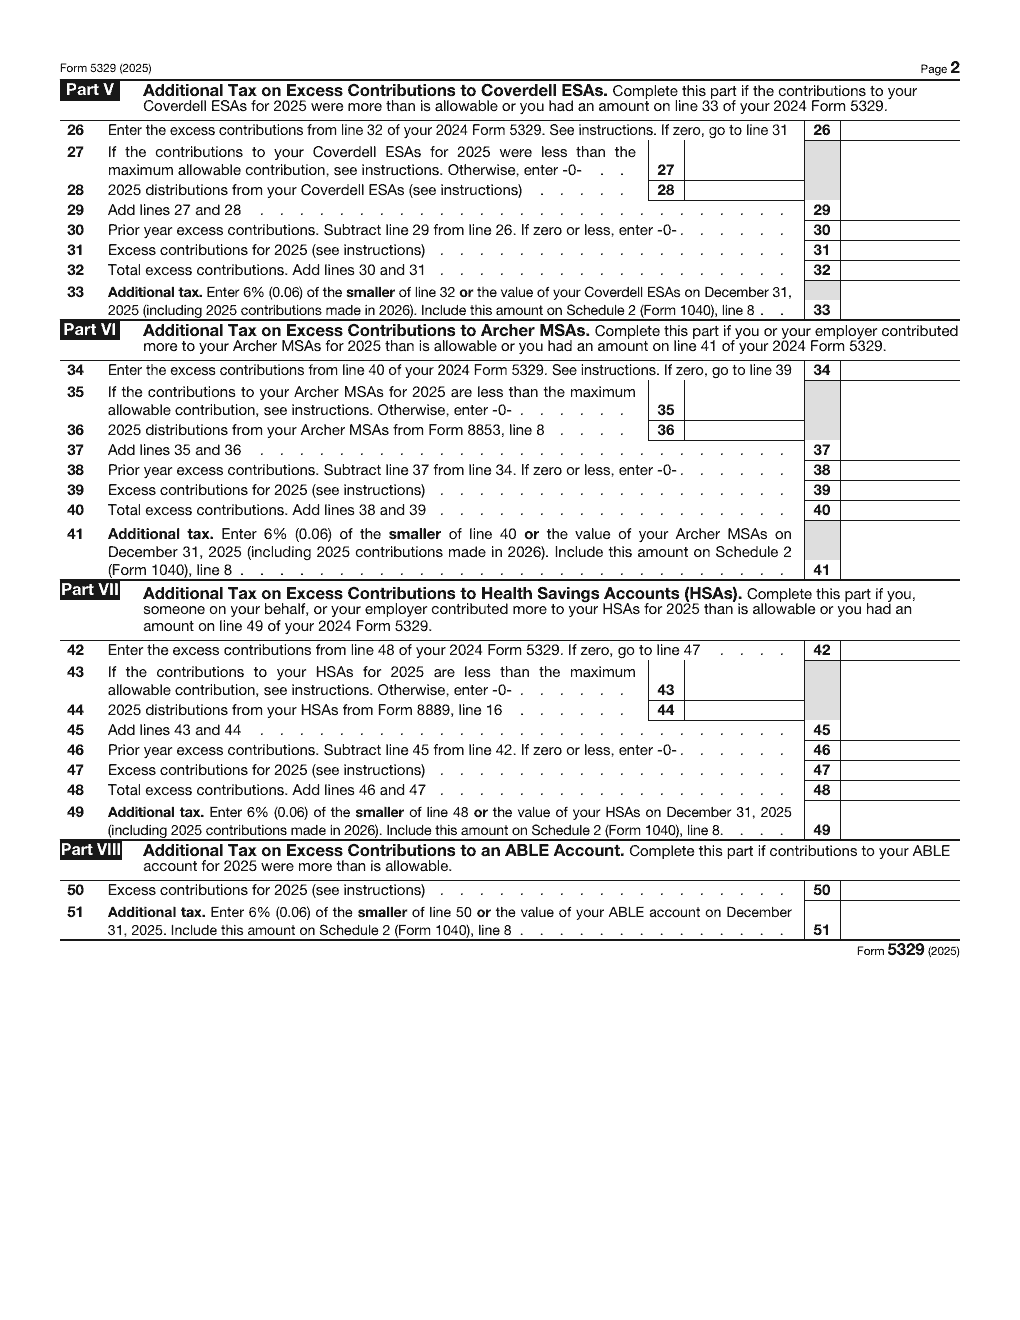 Form 5329 (2025) Page 2
Part V Additional Tax on Excess Contributions to Coverdell ESAs. Complete this part if the contributions to your
Coverdell ESAs for 2025 were more than is allowable or you had an amount on line 33 of your 2024 Form 5329.
26 Enter the excess contributions from line 32 of your 2024 Form 5329. See instructions. If zero, go to line 31 26
27 If the contributions to your Coverdell ESAs for 2025 were less than the
maximum allowable contribution, see instructions. Otherwise, enter -0- . . 27
28 2025 distributions from your Coverdell ESAs (see instructions) . . . . . 28
29 Add lines 27 and 28 . . . . . . . . . . . . . . . . . . . . . . . . . . . 29
30 Prior year excess contributions. Subtract line 29 from line 26. If zero or less, enter -0- . . . . . . 30
31 Excess contributions for 2025 (see instructions) . . . . . . . . . . . . . . . . . . 31
32 Total excess contributions. Add lines 30 and 31 . . . . . . . . . . . . . . . . . . 32
33 Additional tax. Enter 6% (0.06) of the smaller of line 32 or the value of your Coverdell ESAs on December 31,
2025 (including 2025 contributions made in 2026). Include this amount on Schedule 2 (Form 1040), line 8 . . 33
Part VI Additional Tax on Excess Contributions to Archer MSAs. Complete this part if you or your employer contributed
more to your Archer MSAs for 2025 than is allowable or you had an amount on line 41 of your 2024 Form 5329.
34 Enter the excess contributions from line 40 of your 2024 Form 5329. See instructions. If zero, go to line 39 34
35 If the contributions to your Archer MSAs for 2025 are less than the maximum
allowable contribution, see instructions. Otherwise, enter -0- . . . . . . 35
36 2025 distributions from your Archer MSAs from Form 8853, line 8 . . . . 36
37 Add lines 35 and 36 . . . . . . . . . . . . . . . . . . . . . . . . . . . 37
38 Prior year excess contributions. Subtract line 37 from line 34. If zero or less, enter -0- . . . . . . 38
39 Excess contributions for 2025 (see instructions) . . . . . . . . . . . . . . . . . . 39
40 Total excess contributions. Add lines 38 and 39 . . . . . . . . . . . . . . . . . . 40
41 Additional tax. Enter 6% (0.06) of the smaller of line 40 or the value of your Archer MSAs on
December 31, 2025 (including 2025 contributions made in 2026). Include this amount on Schedule 2
(Form 1040), line 8 . . . . . . . . . . . . . . . . . . . . . . . . . . . . 41
Part VII Additional Tax on Excess Contributions to Health Savings Accounts (HSAs). Complete this part if you,
someone on your behalf, or your employer contributed more to your HSAs for 2025 than is allowable or you had an
amount on line 49 of your 2024 Form 5329.
42 Enter the excess contributions from line 48 of your 2024 Form 5329. If zero, go to line 47 . . . . 42
43 If the contributions to your HSAs for 2025 are less than the maximum
allowable contribution, see instructions. Otherwise, enter -0- . . . . . . 43
44 2025 distributions from your HSAs from Form 8889, line 16 . . . . . . 44
45 Add lines 43 and 44 . . . . . . . . . . . . . . . . . . . . . . . . . . . 45
46 Prior year excess contributions. Subtract line 45 from line 42. If zero or less, enter -0- . . . . . . 46
47 Excess contributions for 2025 (see instructions) . . . . . . . . . . . . . . . . . . 47
48 Total excess contributions. Add lines 46 and 47 . . . . . . . . . . . . . . . . . . 48
49 Additional tax. Enter 6% (0.06) of the smaller of line 48 or the value of your HSAs on December 31, 2025
(including 2025 contributions made in 2026). Include this amount on Schedule 2 (Form 1040), line 8. . . . 49
Part VIII Additional Tax on Excess Contributions to an ABLE Account. Complete this part if contributions to your ABLE
account for 2025 were more than is allowable.
50 Excess contributions for 2025 (see instructions) . . . . . . . . . . . . . . . . . . 50
51 Additional tax. Enter 6% (0.06) of the smaller of line 50 or the value of your ABLE account on December
31, 2025. Include this amount on Schedule 2 (Form 1040), line 8 . . . . . . . . . . . . . . 51
Form 5329 (2025)